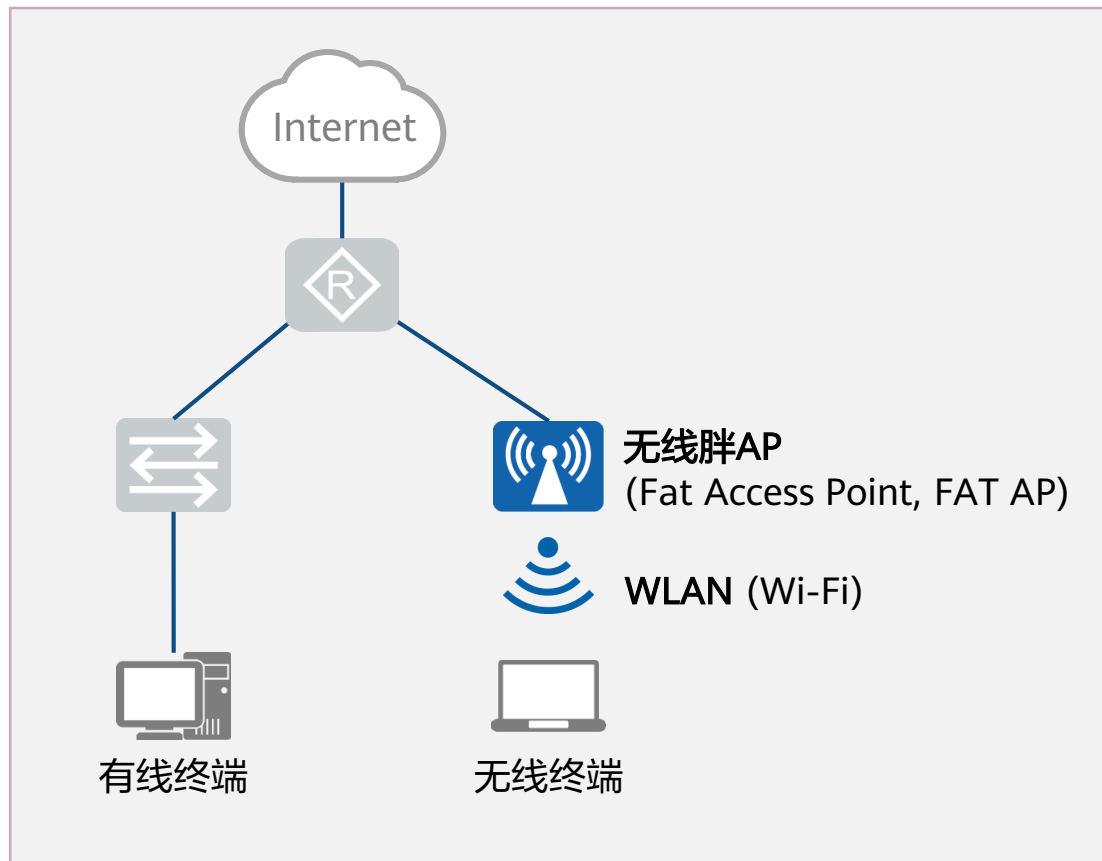 Internet
R
无线胖AP
(Fat Access Point, FAT AP)
WLAN (Wi-Fi)
有线终端
无线终端